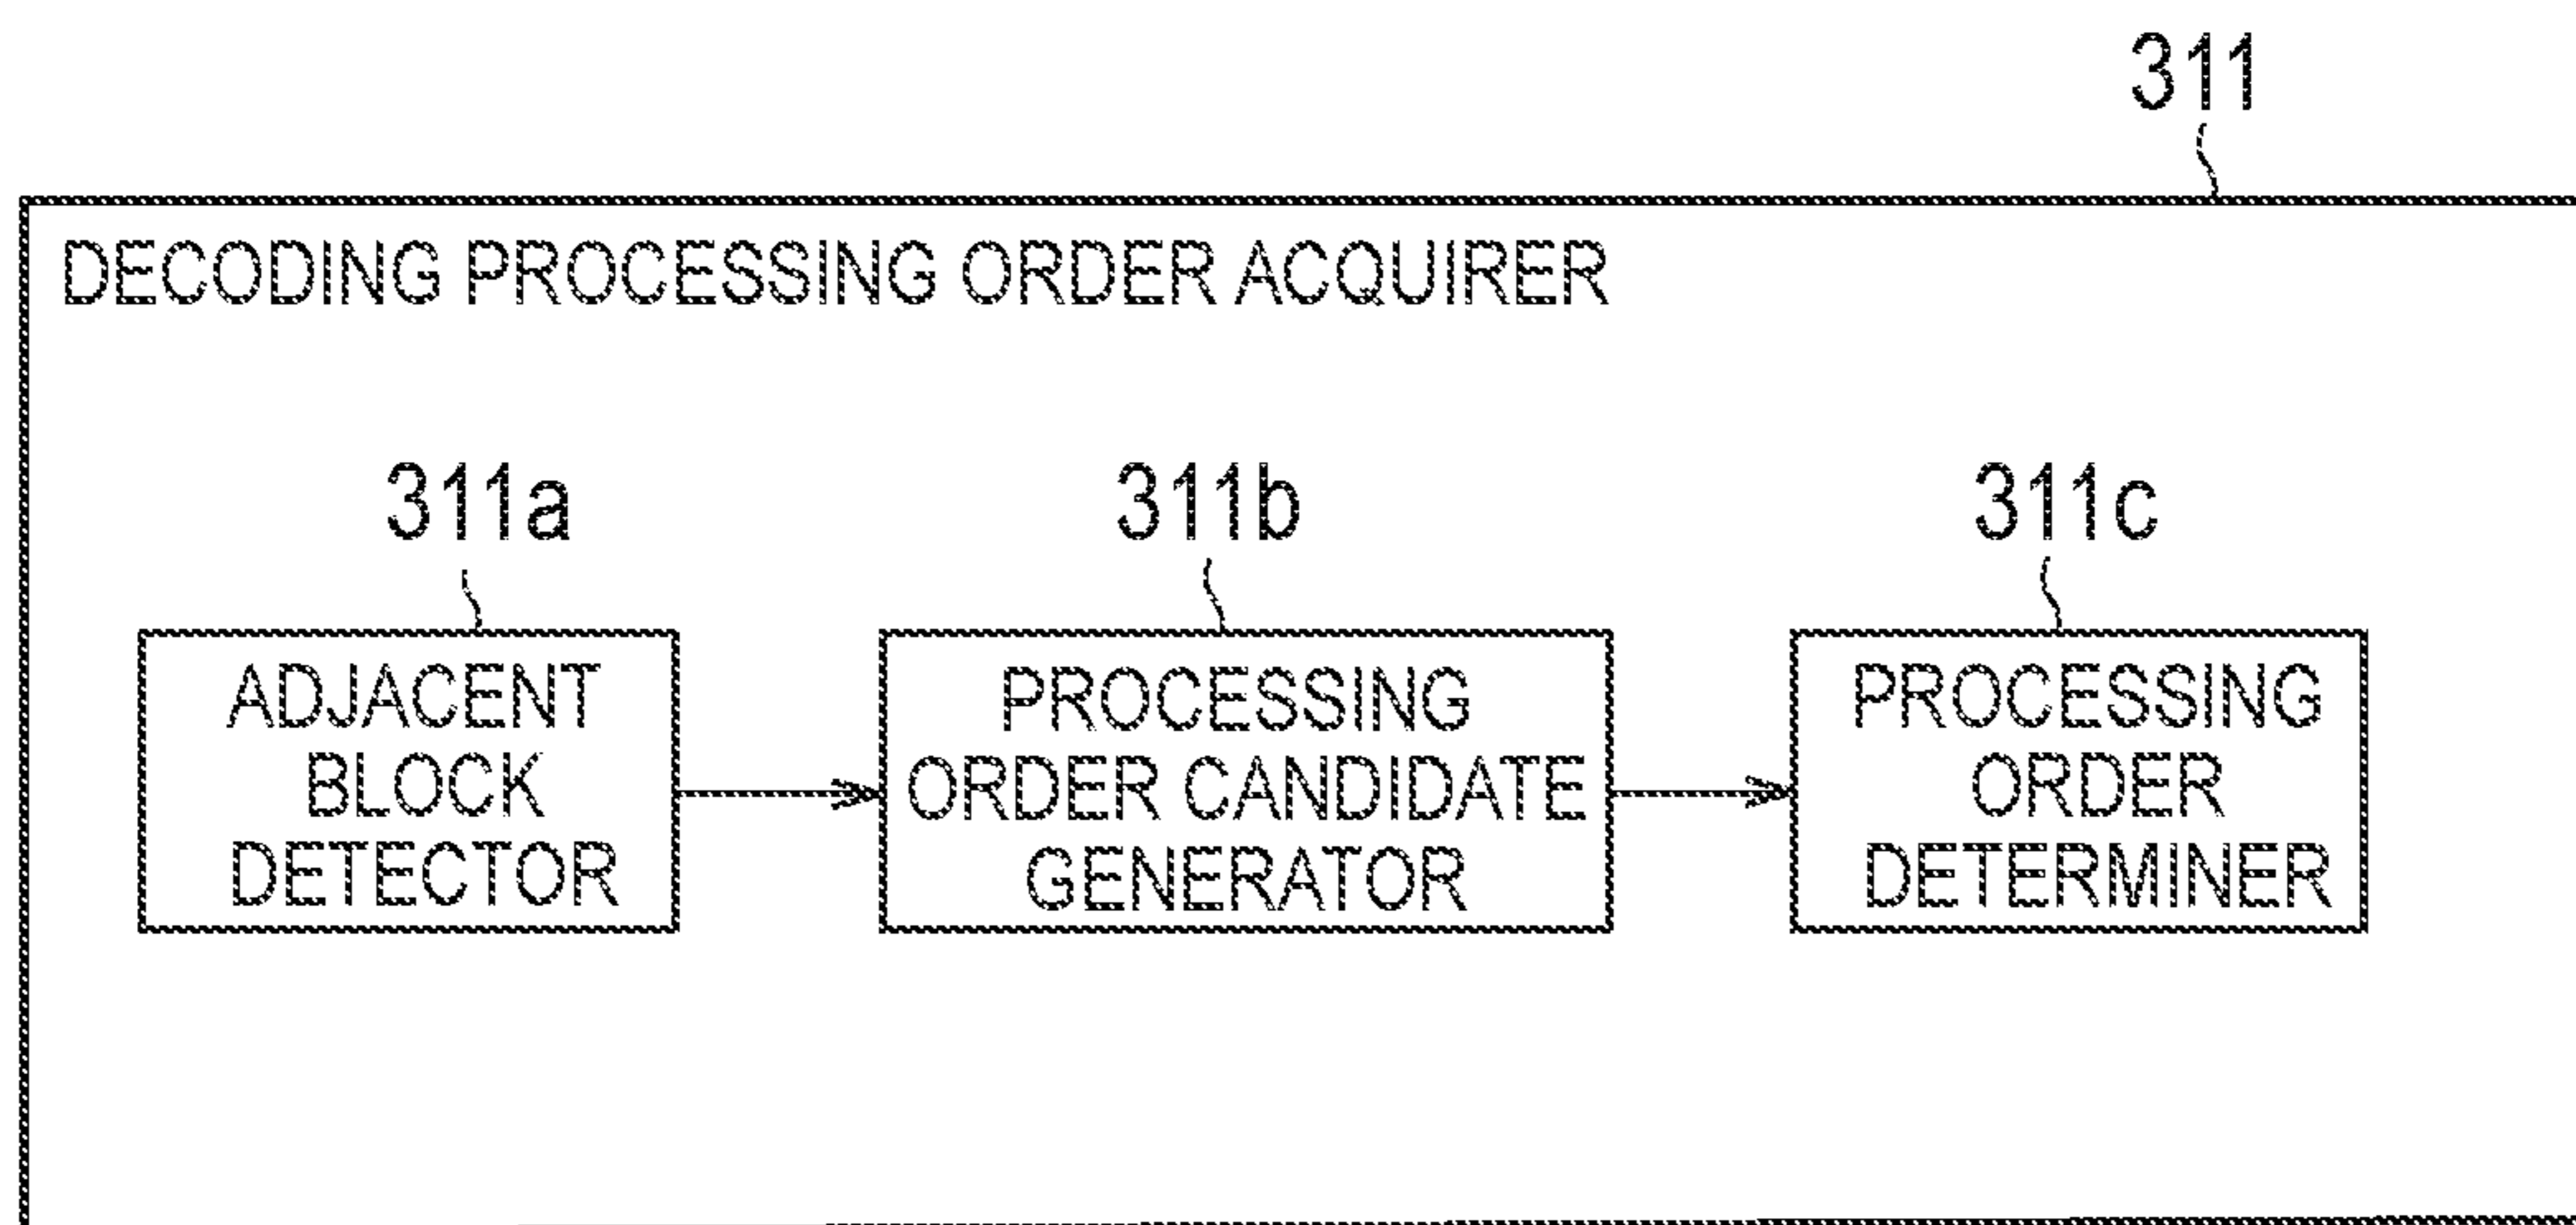 311
DECODING PROCESSING ORDER ACQUIRER
311a
311b
311c
ADJACENT
BLOCK
DETECTOR
PROCESSING
ORDER CANDIDATE
GENERATOR
PROCESSING
ORDER
DETERMINER